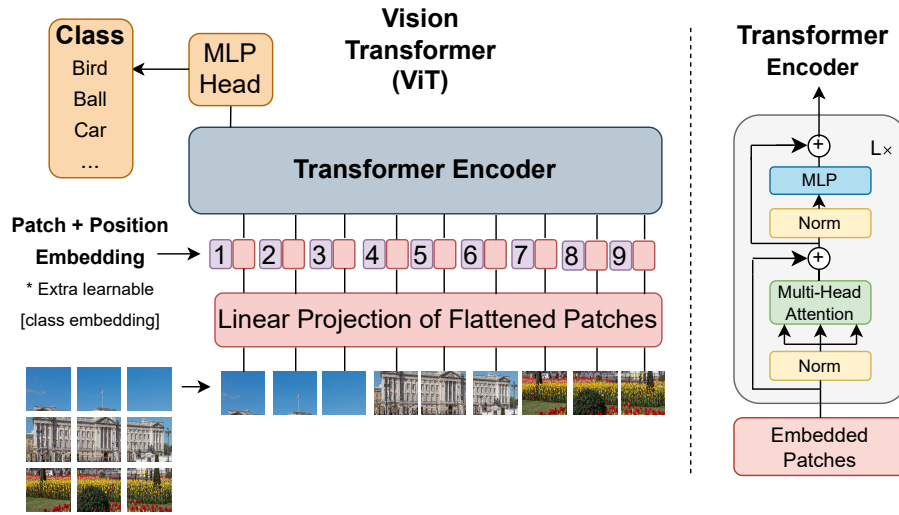 Vision
Transformer
(ViT)
Class
Bird
Ball
Car
...
MLP
Head
Transformer Encoder
Patch + Position
Embedding
* Extra learnable
[class embedding]
1 2 3 4 5 6 7 8 9
Linear Projection of Flattened Patches
Transformer
Encoder
+
L×
MLP
Norm
+
Multi-Head
Attention
Norm
Embedded
Patches